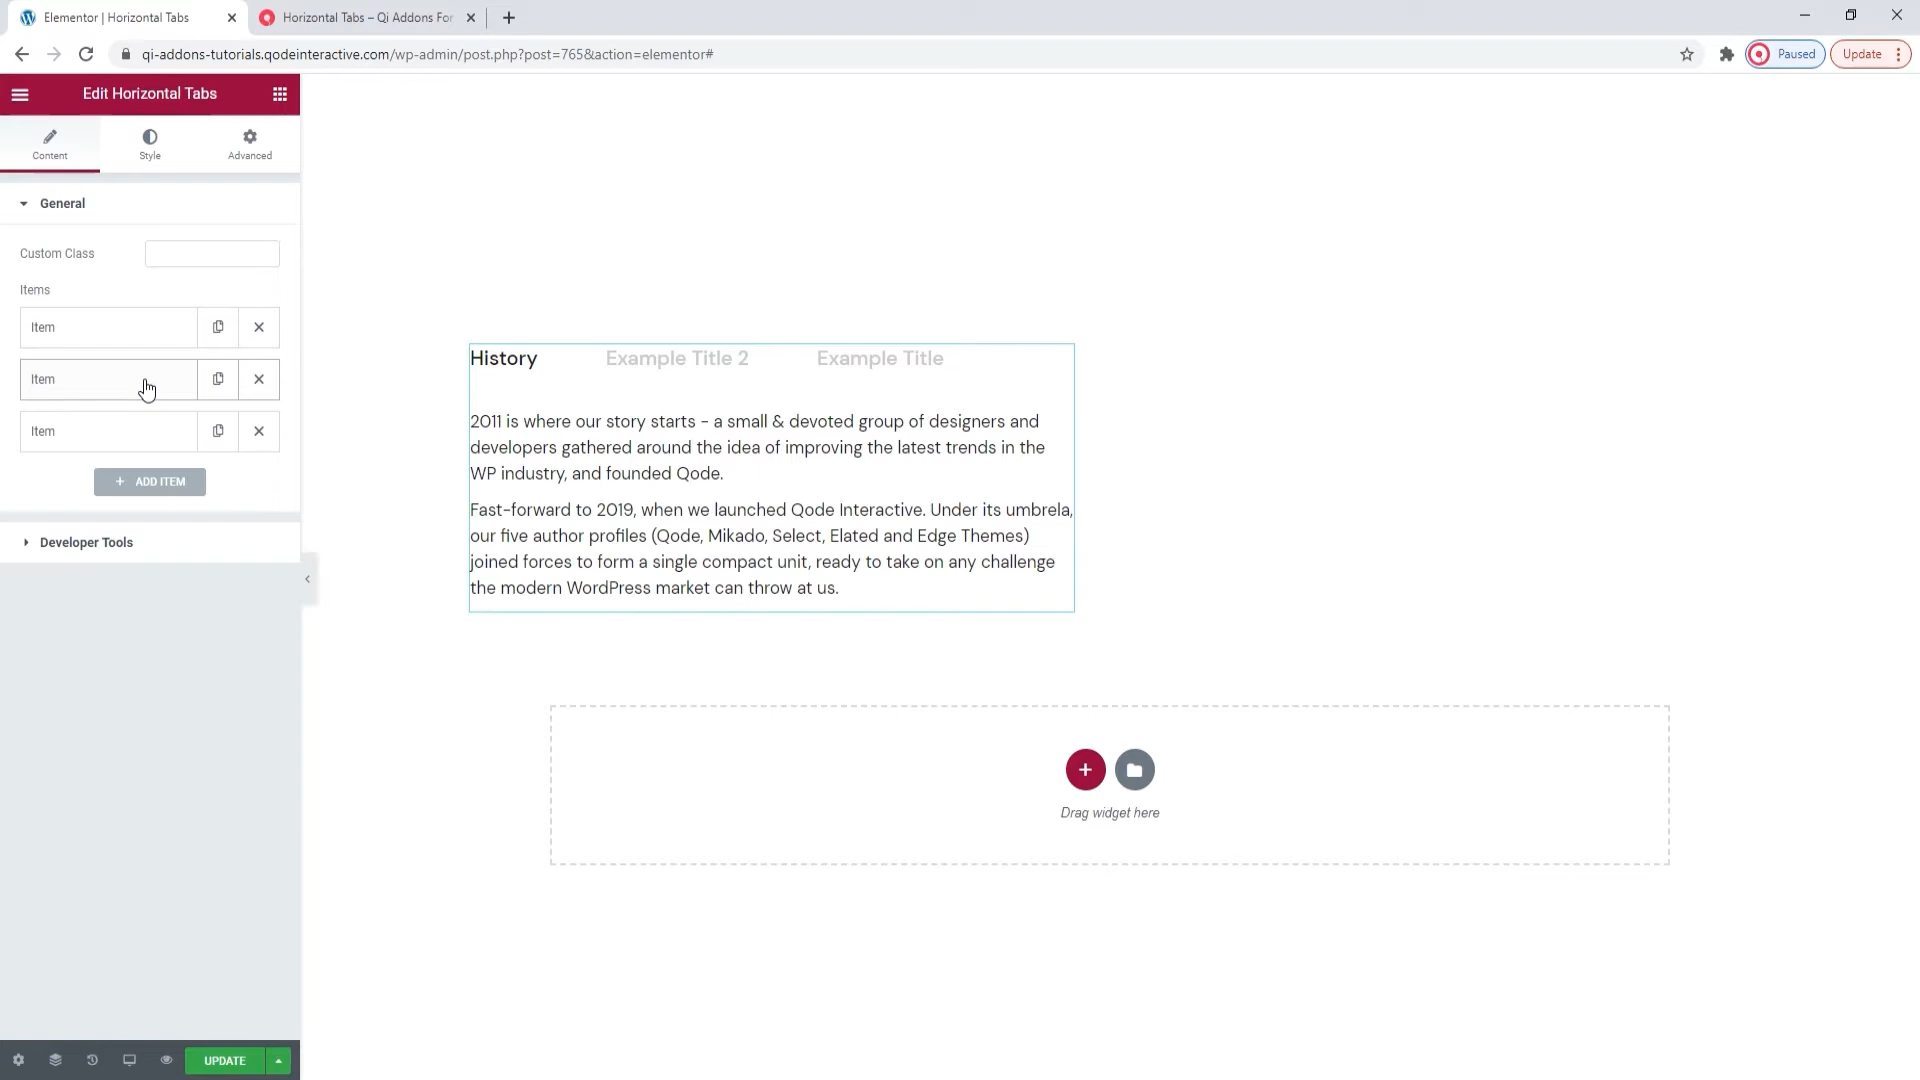 Elementor | Horizontal Tabs
Horizontal Tabs – Qi Addons For
qi-addons-tutorials.qodeinteractive.com/wp-admin/post.php?post=765&action=elementor#
Paused
Update
Edit Horizontal Tabs
Content
Style
Advanced
General
Custom Class
Items
Item
Item
Item
+ ADD ITEM
Developer Tools
History
Example Title 2
Example Title
2011 is where our story starts - a small & devoted group of designers and
developers gathered around the idea of improving the latest trends in the
WP industry, and founded Qode.
Fast-forward to 2019, when we launched Qode Interactive. Under its umbrela,
our five author profiles (Qode, Mikado, Select, Elated and Edge Themes)
joined forces to form a single compact unit, ready to take on any challenge
the modern WordPress market can throw at us.
Drag widget here
UPDATE